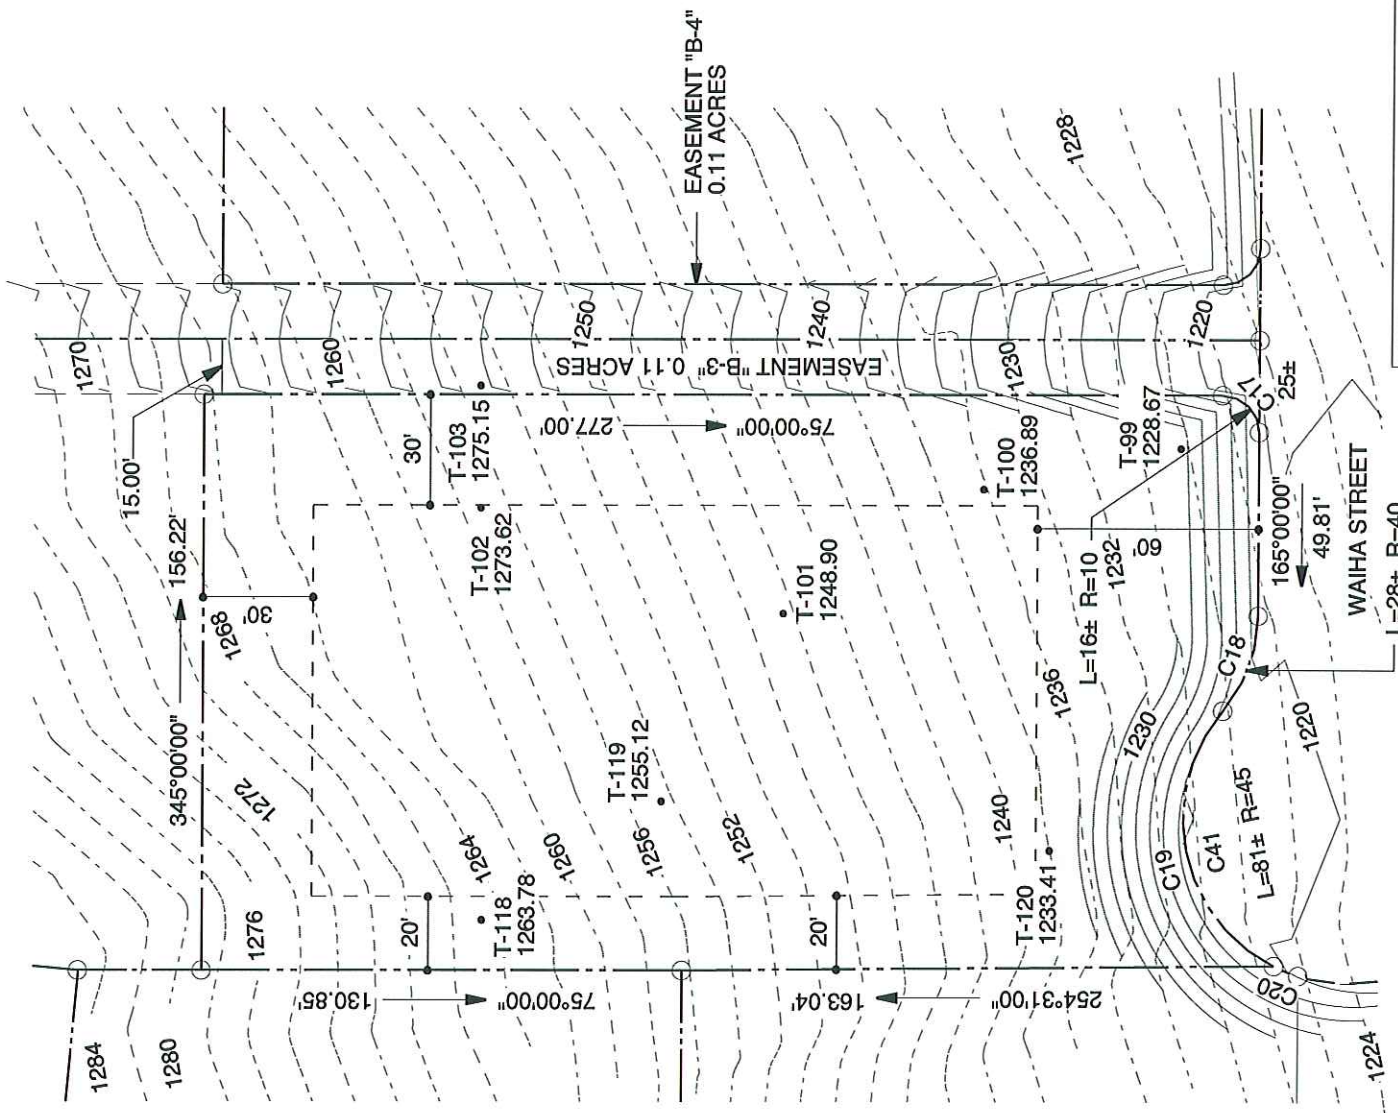 EASEMENT "B-4"
0.11 ACRES
1228
1270
1260
1250
1240
1230
1220
EASEMENT "B-3" 0.11 ACRES
15.00'
345°00'00"
156.22'
30'
1268
30'
T-103
1275.15
T-102
1273.62
75°00'00"
277.00'
T-100
1236.89
T-99
1228.67
C17
25±
T-101
1248.90
L=16± R=10
1232
60'
165°00'00"
49.81'
WAIHA STREET
L=28± R=40
C18
1236
1230
1220
1272
T-119
1255.12
1264
1260
1256
1252
1240
T-118
1263.78
T-120
1233.41
C19
C41
L=81± R=45
20'
20'
1276
1280
1284
130.85'
75°00'00"
163.04'
254°31'00"
C20
1224